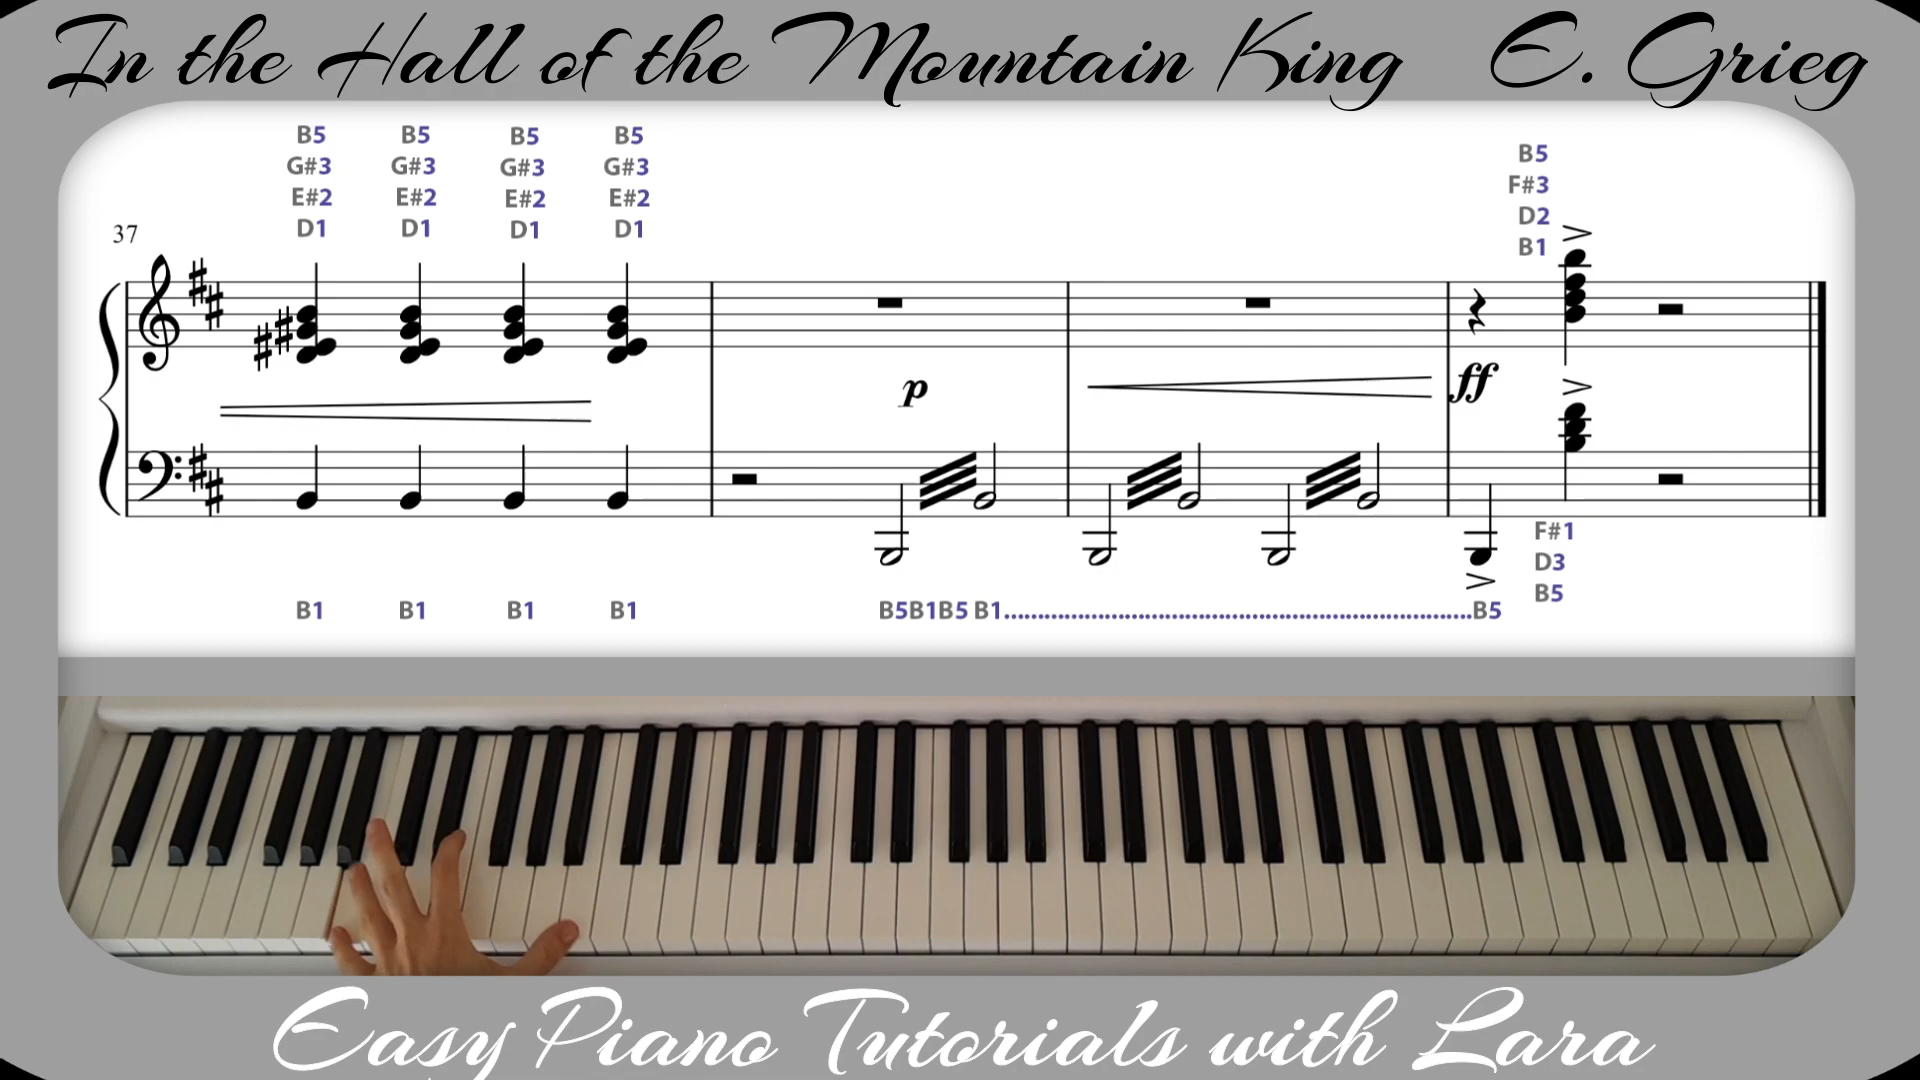 In the Hall of the Mountain King E. Grieg
B5 B5 B5 B5 B5
G#3 G#3 G#3 G#3 F#3
E#2 E#2 E#2 E#2 D2
D1 D1 D1 D1 B1
37
p ff
F#1
D3
B5
B1 B1 B1 B1 B5B1B5 B1........................................................................B5
Easy Piano Tutorials with Lara